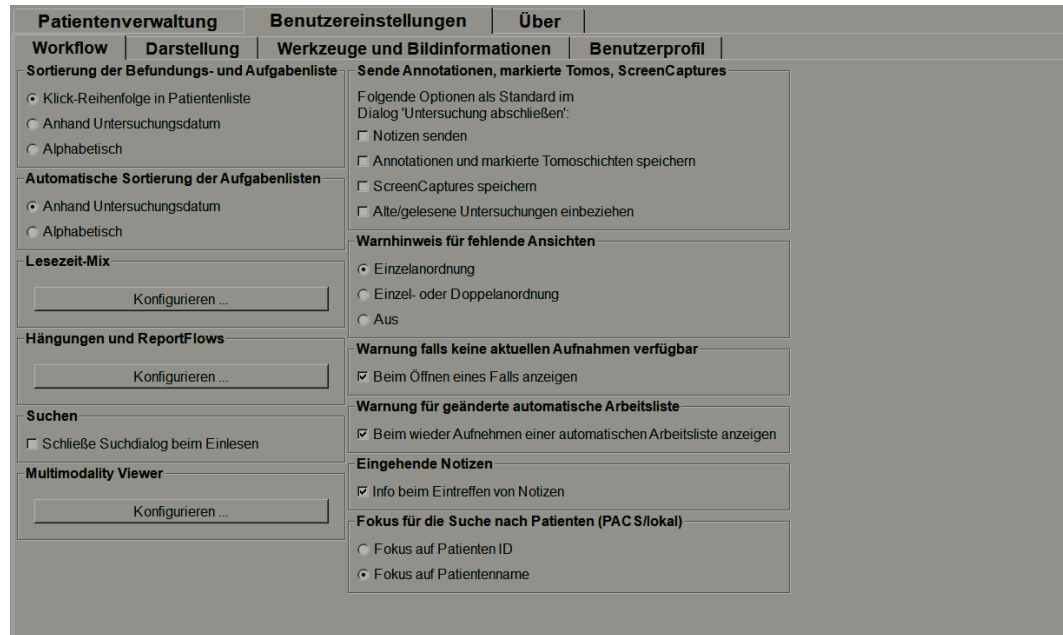 Patientenverwaltung
Benutzereinstellungen
Über
Workflow
Darstellung
Werkzeuge und Bildinformationen
Benutzerprofil
Sortierung der Befundungs- und Aufgabenliste
Klick-Reihenfolge in Patientenliste
Anhand Untersuchungsdatum
Alphabetisch
Automatische Sortierung der Aufgabenlisten
Anhand Untersuchungsdatum
Alphabetisch
Lesezeit-Mix
Konfigurieren ...
Hängungen und ReportFlows
Konfigurieren ...
Suchen
Schließe Suchdialog beim Einlesen
Multimodality Viewer
Konfigurieren ...
Sende Annotationen, markierte Tomos, ScreenCaptures
Folgende Optionen als Standard im
Dialog 'Untersuchung abschließen':
Notizen senden
Annotationen und markierte Tomoschichten speichern
ScreenCaptures speichern
Alte/gelesene Untersuchungen einbeziehen
Warnhinweis für fehlende Ansichten
Einzelanordnung
Einzel- oder Doppelanordnung
Aus
Warnung falls keine aktuellen Aufnahmen verfügbar
Beim Öffnen eines Falls anzeigen
Warnung für geänderte automatische Arbeitsliste
Beim wieder Aufnehmen einer automatischen Arbeitsliste anzeigen
Eingehende Notizen
Info beim Eintreffen von Notizen
Fokus für die Suche nach Patienten (PACS/lokal)
Fokus auf Patienten ID
Fokus auf Patientenname